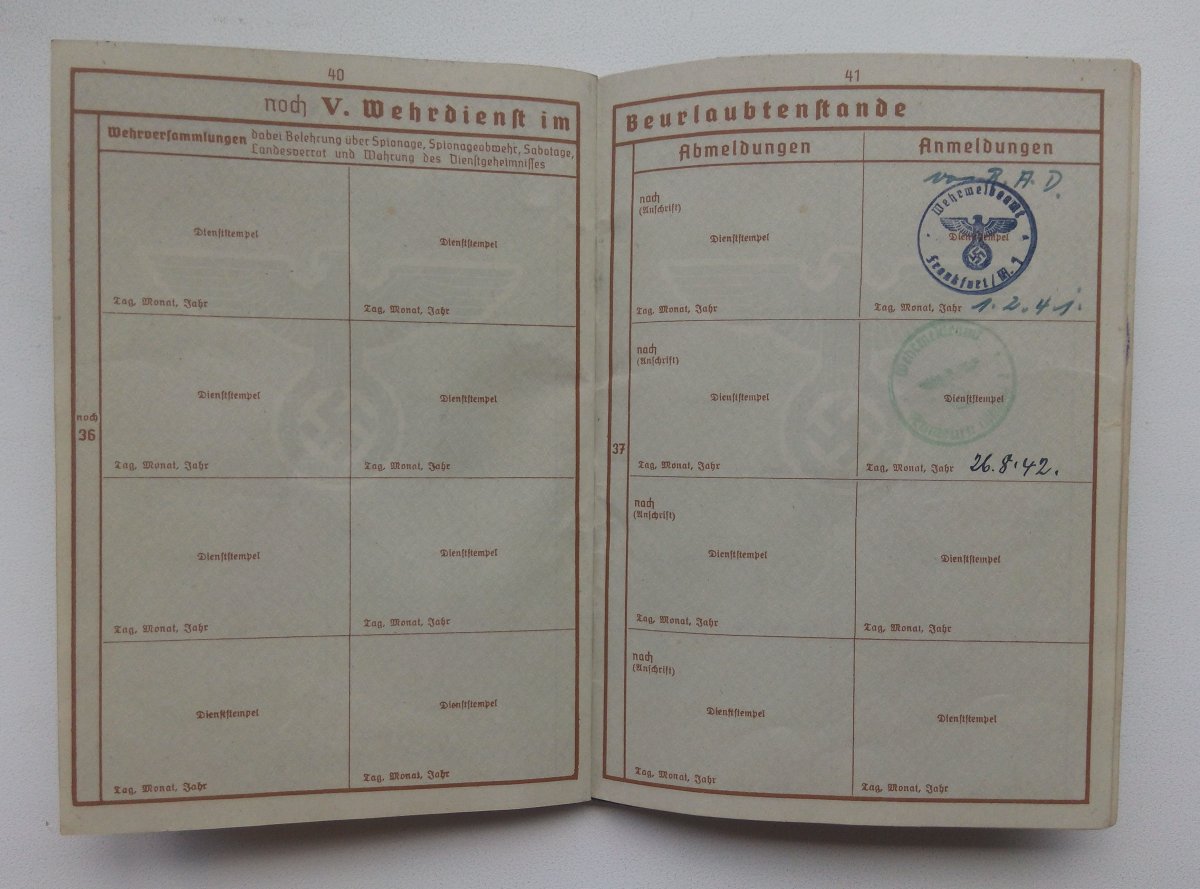 40
noch V. Wehrdienst im
Wehrversammlungen dabei Belehrung über Spionage, Spionageabwehr, Sabotage,
Landesverrat und Wahrung des Dienstgeheimnisses
noch
36
Dienststempel
Dienststempel
Tag, Monat, Jahr
Tag, Monat, Jahr
Dienststempel
Dienststempel
Tag, Monat, Jahr
Tag, Monat, Jahr
Dienststempel
Dienststempel
Tag, Monat, Jahr
Tag, Monat, Jahr
Dienststempel
Dienststempel
Tag, Monat, Jahr
Tag, Monat, Jahr
41
Beurlaubtenstande
Abmeldungen
Anmeldungen
37
nach
(Anschrift)
Dienststempel
Tag, Monat, Jahr
von R. A. D.
Wehrmeldeamt
Dienststempel
Frankfurt/M. 1
Tag, Monat, Jahr 1. 2. 41.
nach
(Anschrift)
Dienststempel
Tag, Monat, Jahr
Wehrmeldeamt
Dienststempel
Tag, Monat, Jahr 26. 8. 42.
nach
(Anschrift)
Dienststempel
Tag, Monat, Jahr
Dienststempel
Tag, Monat, Jahr
nach
(Anschrift)
Dienststempel
Tag, Monat, Jahr
Dienststempel
Tag, Monat, Jahr